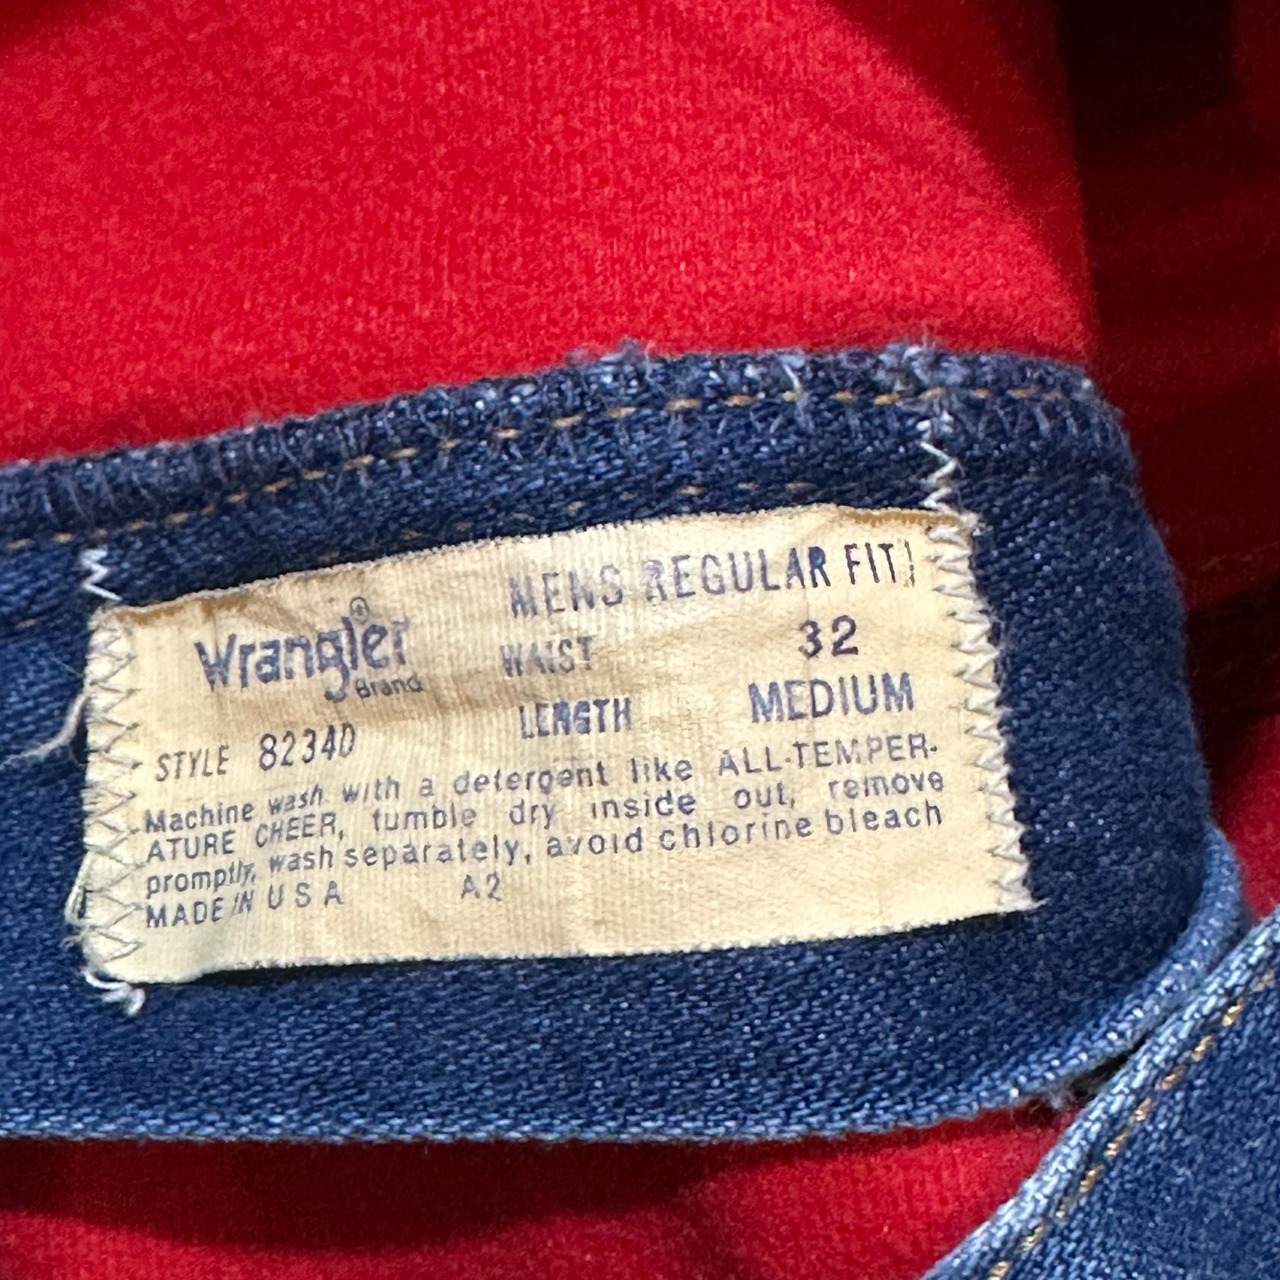 MENS REGULAR FIT
Wrangler®
Brand
WAIST 32
LENGTH MEDIUM
STYLE 82340
Machine wash with a detergent like ALL-TEMPER-
ATURE CHEER, tumble dry inside out, remove
promptly, wash separately, avoid chlorine bleach
MADE IN U S A A2